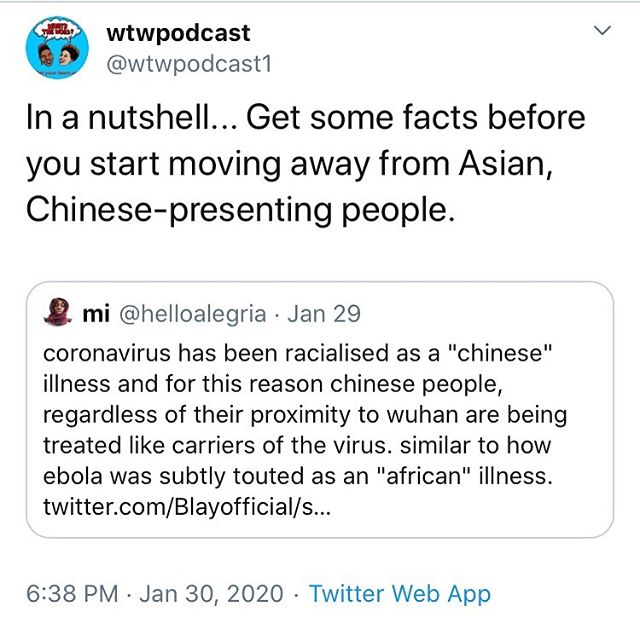 wtwpodcast
@wtwpodcast1
In a nutshell... Get some facts before
you start moving away from Asian,
Chinese-presenting people.
mi @helloalegria · Jan 29
coronavirus has been racialised as a "chinese"
illness and for this reason chinese people,
regardless of their proximity to wuhan are being
treated like carriers of the virus. similar to how
ebola was subtly touted as an "african" illness.
twitter.com/Blayofficial/s...
6:38 PM · Jan 30, 2020 · Twitter Web App